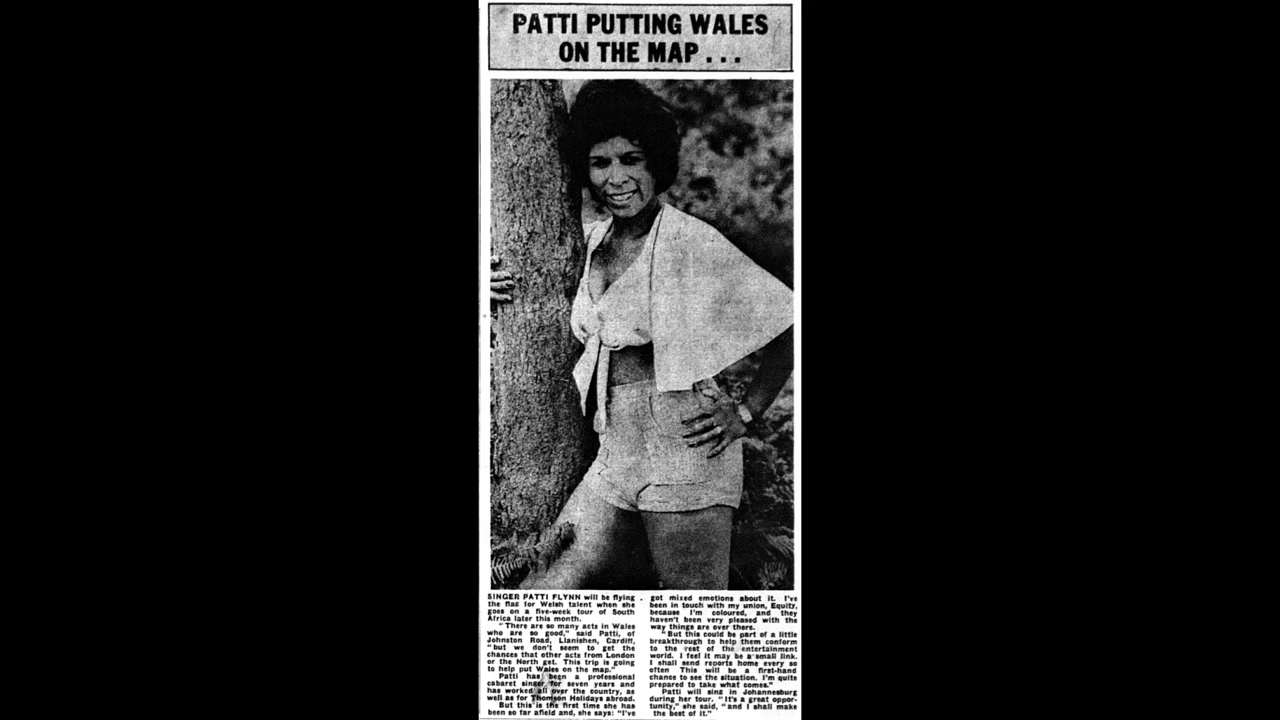 PATTI PUTTING WALES
ON THE MAP . . .
SINGER PATTI FLYNN will be flying
the flag for Welsh talent when she
goes on a five-week tour of South
Africa later this month.
"There are so many acts in Wales
who are so good," said Patti, of
Johnston Road, Llanishen, Cardiff,
"but we don't seem to get the
chances that other acts from London
or the North get. This trip is going
to help put Wales on the map."
Patti has been a professional
cabaret singer for seven years and
has worked all over the country, as
well as for Thomson Holidays abroad.
But this is the first time she has
been so far afield and, she says: "I've
got mixed emotions about it. I've
been in touch with my union, Equity,
because I'm coloured, and they
haven't been very pleased with the
way things are over there.
"But this could be part of a little
breakthrough to help them conform
to the rest of the entertainment
world. I feel it may be a small link.
I shall send reports home every so
often This will be a first-hand
chance to see the situation. I'm quite
prepared to take what comes."
Patti will sing in Johannesburg
during her tour. "It's a great oppor-
tunity," she said, "and I shall make
the best of it."